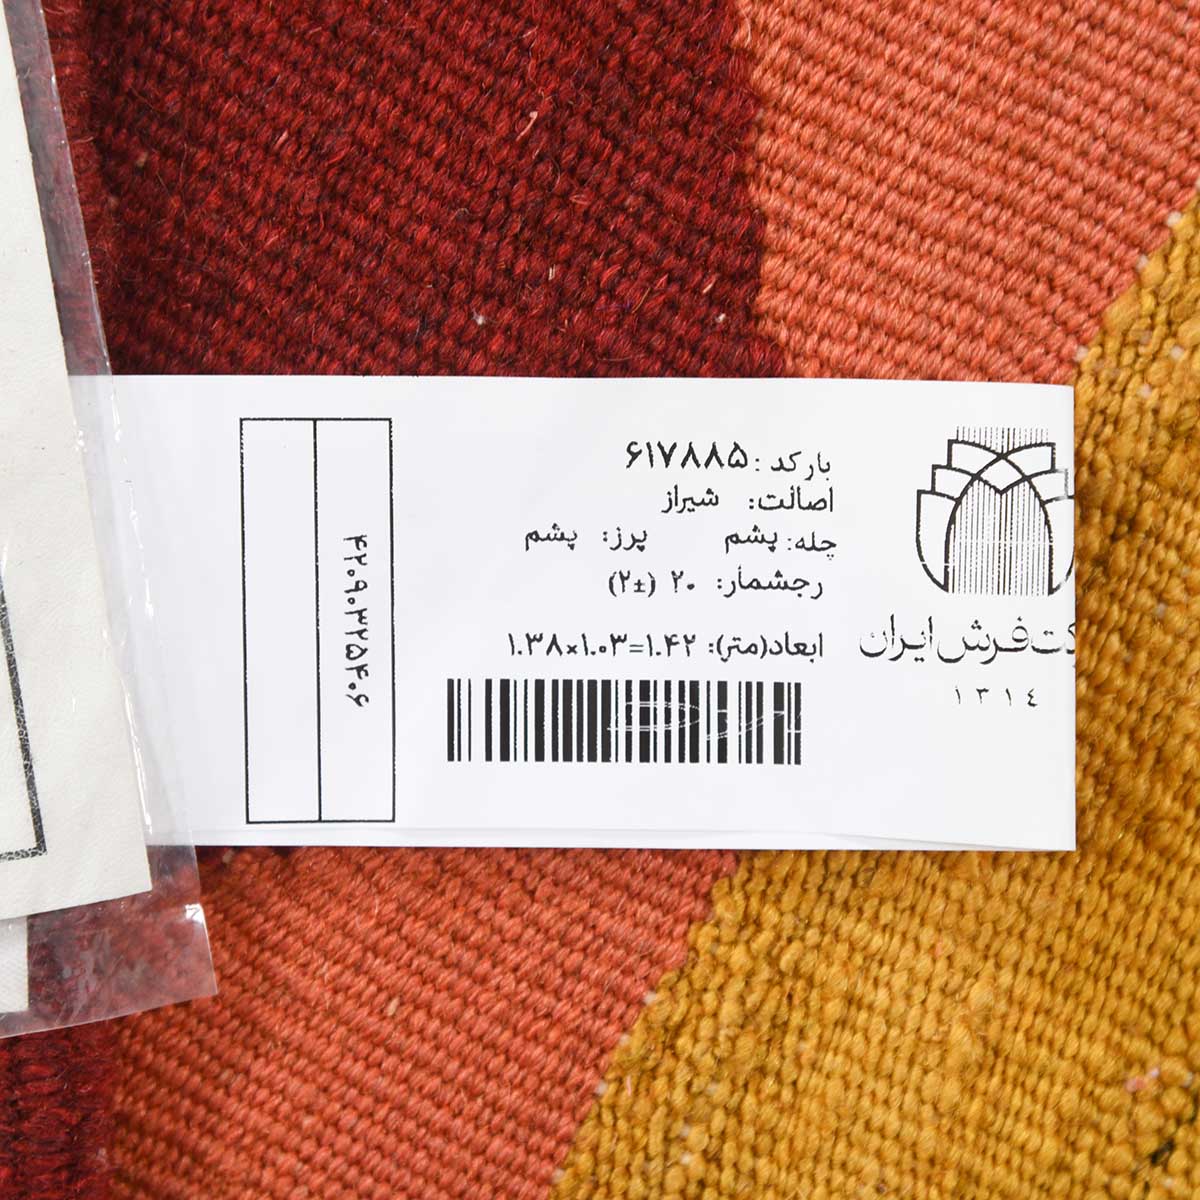 بارکد: ۶۱۷۸۸۵
اصالت: شیراز
چله: پشم پرز: پشم
رجشمار: ۲۰ (±۲)
ابعاد(متر): ۱.۳۸×۱.۰۳=۱.۴۲
فرش ایران
۱۳۱۴
۴۲۰۹۰۳۲۵۴۰۶